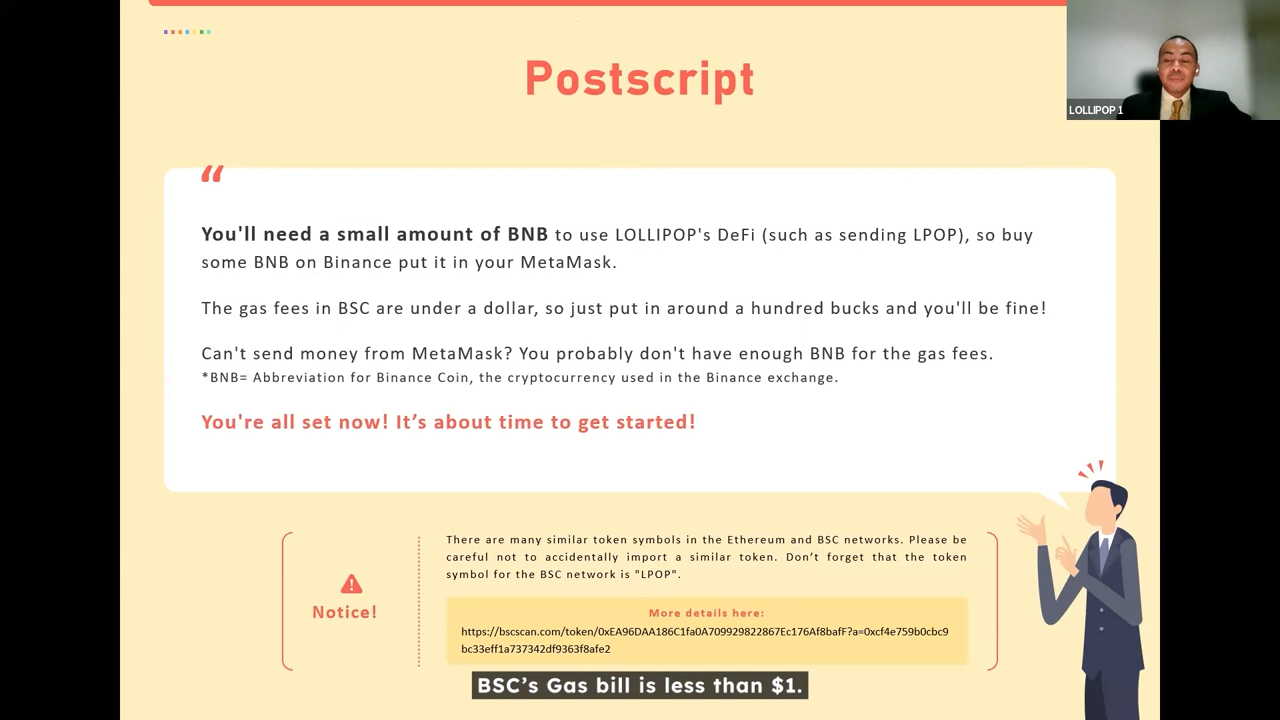 Postscript
LOLLIPOP 1
“
You'll need a small amount of BNB to use LOLLIPOP's DeFi (such as sending LPOP), so buy
some BNB on Binance put it in your MetaMask.
The gas fees in BSC are under a dollar, so just put in around a hundred bucks and you'll be fine!
Can't send money from MetaMask? You probably don't have enough BNB for the gas fees.
*BNB= Abbreviation for Binance Coin, the cryptocurrency used in the Binance exchange.
You're all set now! It’s about time to get started!
Notice!
There are many similar token symbols in the Ethereum and BSC networks. Please be
careful not to accidentally import a similar token. Don’t forget that the token
symbol for the BSC network is "LPOP".
More details here:
https://bscscan.com/token/0xEA96DAA186C1fa0A709929822867Ec176Af8bafF?a=0xcf4e759b0cbc9
bc33eff1a737342df9363f8afe2
BSC’s Gas bill is less than $1.